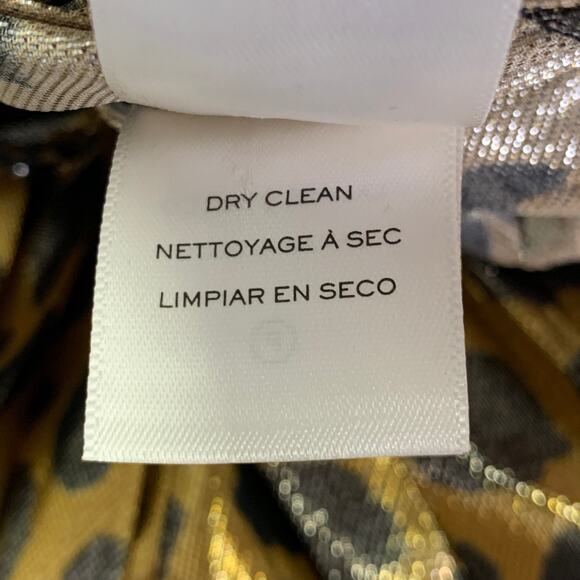 DRY CLEAN
NETTOYAGE À SEC
LIMPIAR EN SECO